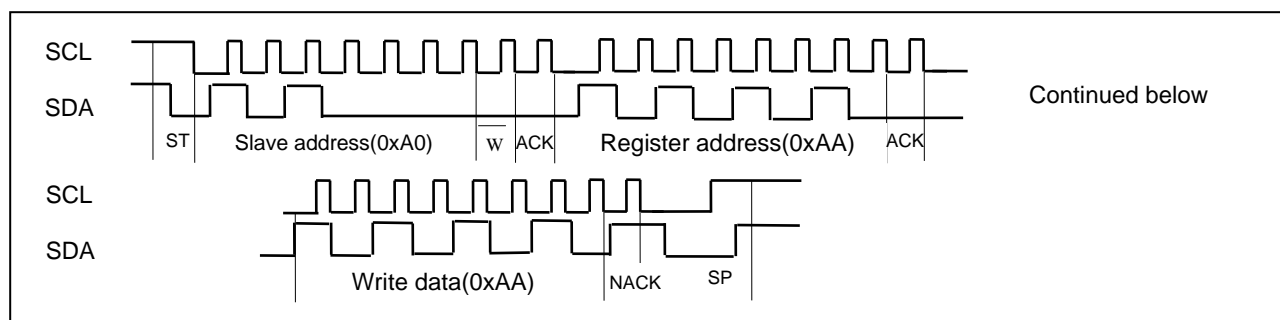 SCL
SDA
Continued below
ST
Slave address(0xA0)
W
ACK
Register address(0xAA)
ACK
SCL
SDA
Write data(0xAA)
NACK
SP